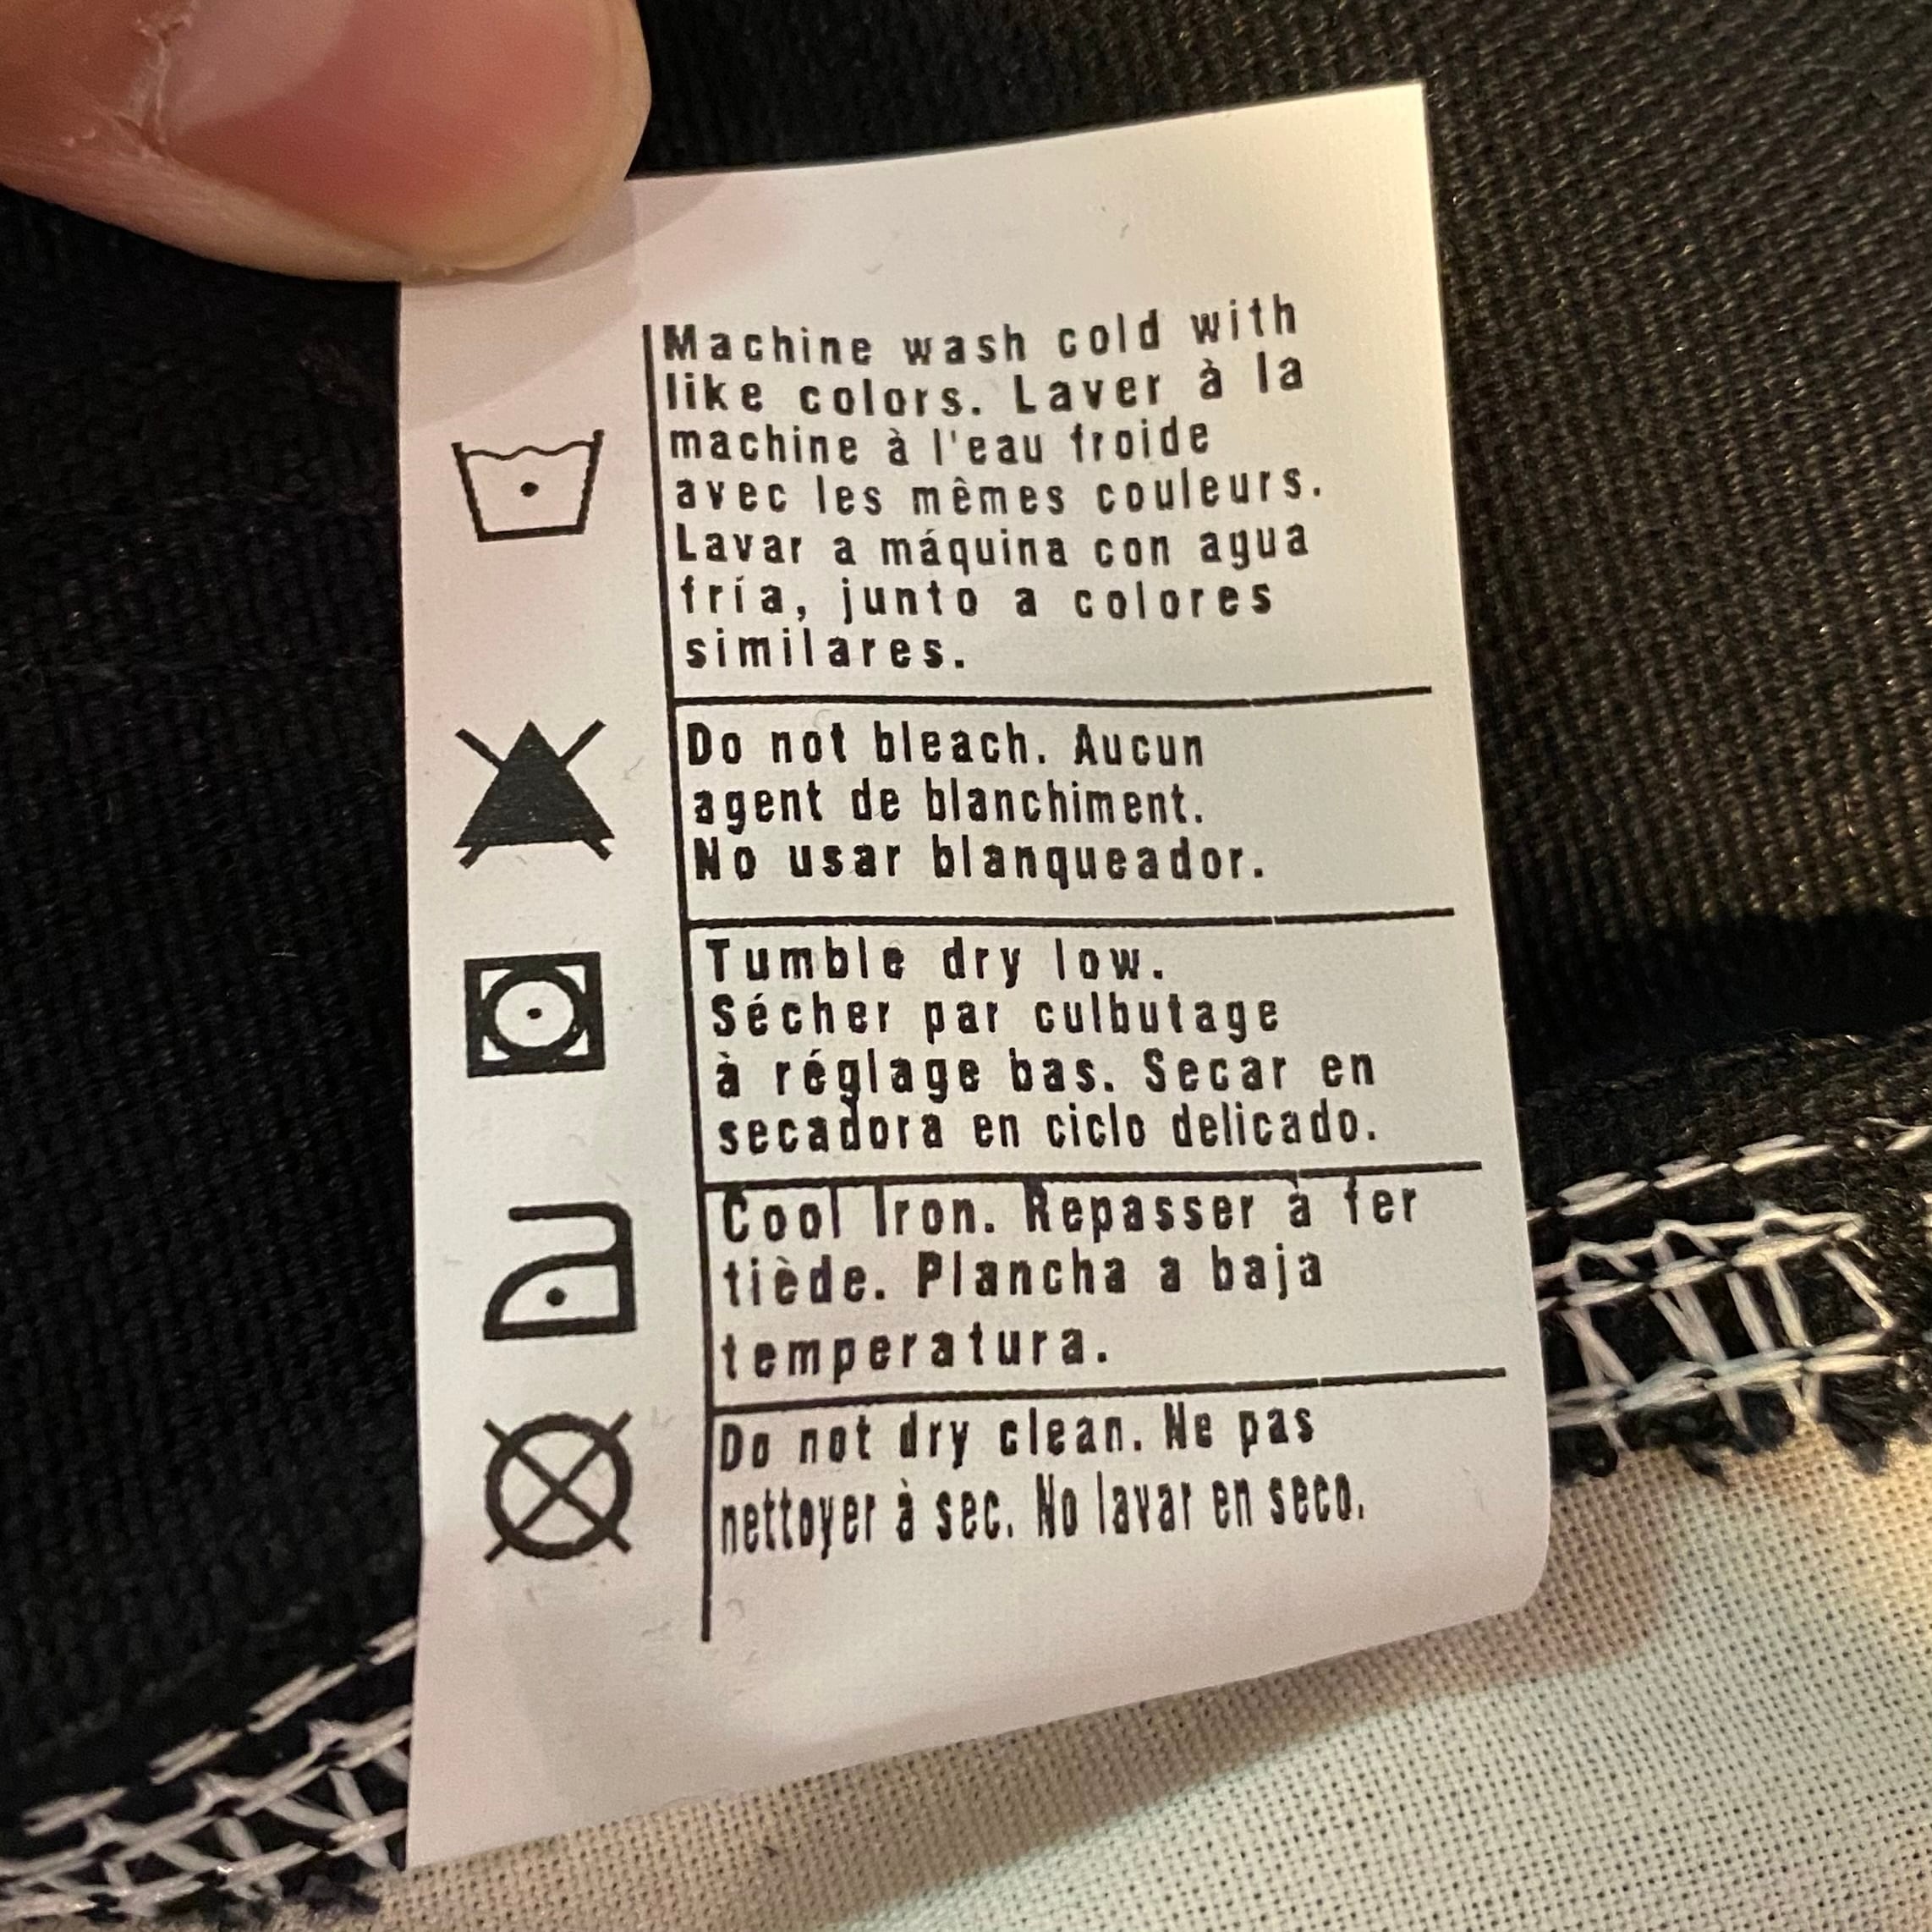 Machine wash cold with
like colors. Laver à la
machine à l'eau froide
avec les mêmes couleurs.
Lavar a máquina con agua
fría, junto a colores
similares.
Do not bleach. Aucun
agent de blanchiment.
No usar blanqueador.
Tumble dry low.
Sécher par culbutage
à réglage bas. Secar en
secadora en ciclo delicado.
Cool Iron. Repasser à fer
tiède. Plancha a baja
temperatura.
Do not dry clean. Ne pas
nettoyer à sec. No lavar en seco.